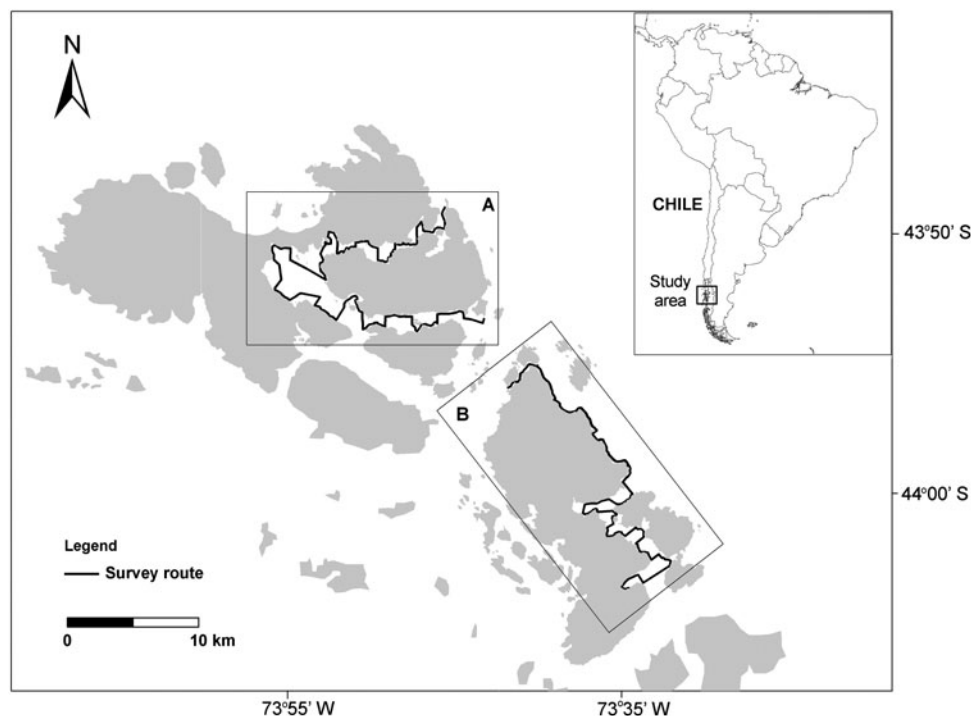 N
A
CHILE
43°50' S
Study
area
B
44°00' S
Legend
Survey route
0 10 km
73°55' W
73°35' W